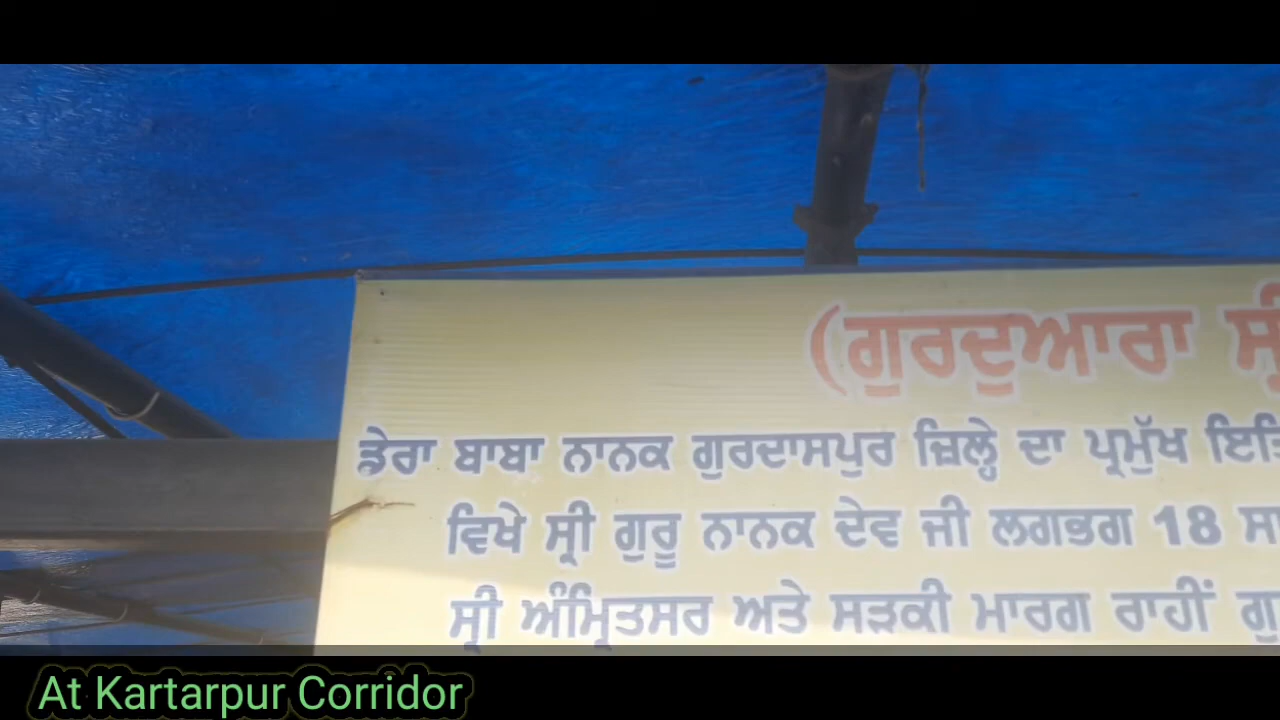 (ਗੁਰਦੁਆਰਾ ਸ੍ਰੀ
ਡੇਰਾ ਬਾਬਾ ਨਾਨਕ ਗੁਰਦਾਸਪੁਰ ਜ਼ਿਲ੍ਹੇ ਦਾ ਪ੍ਰਮੁੱਖ
ਵਿਖੇ ਸ੍ਰੀ ਗੁਰੂ ਨਾਨਕ ਦੇਵ ਜੀ ਲਗਭਗ 18
ਸ੍ਰੀ ਅੰਮ੍ਰਿਤਸਰ ਅਤੇ ਸੜਕੀ ਮਾਰਗ ਰਾਹੀਂ
At Kartarpur Corridor